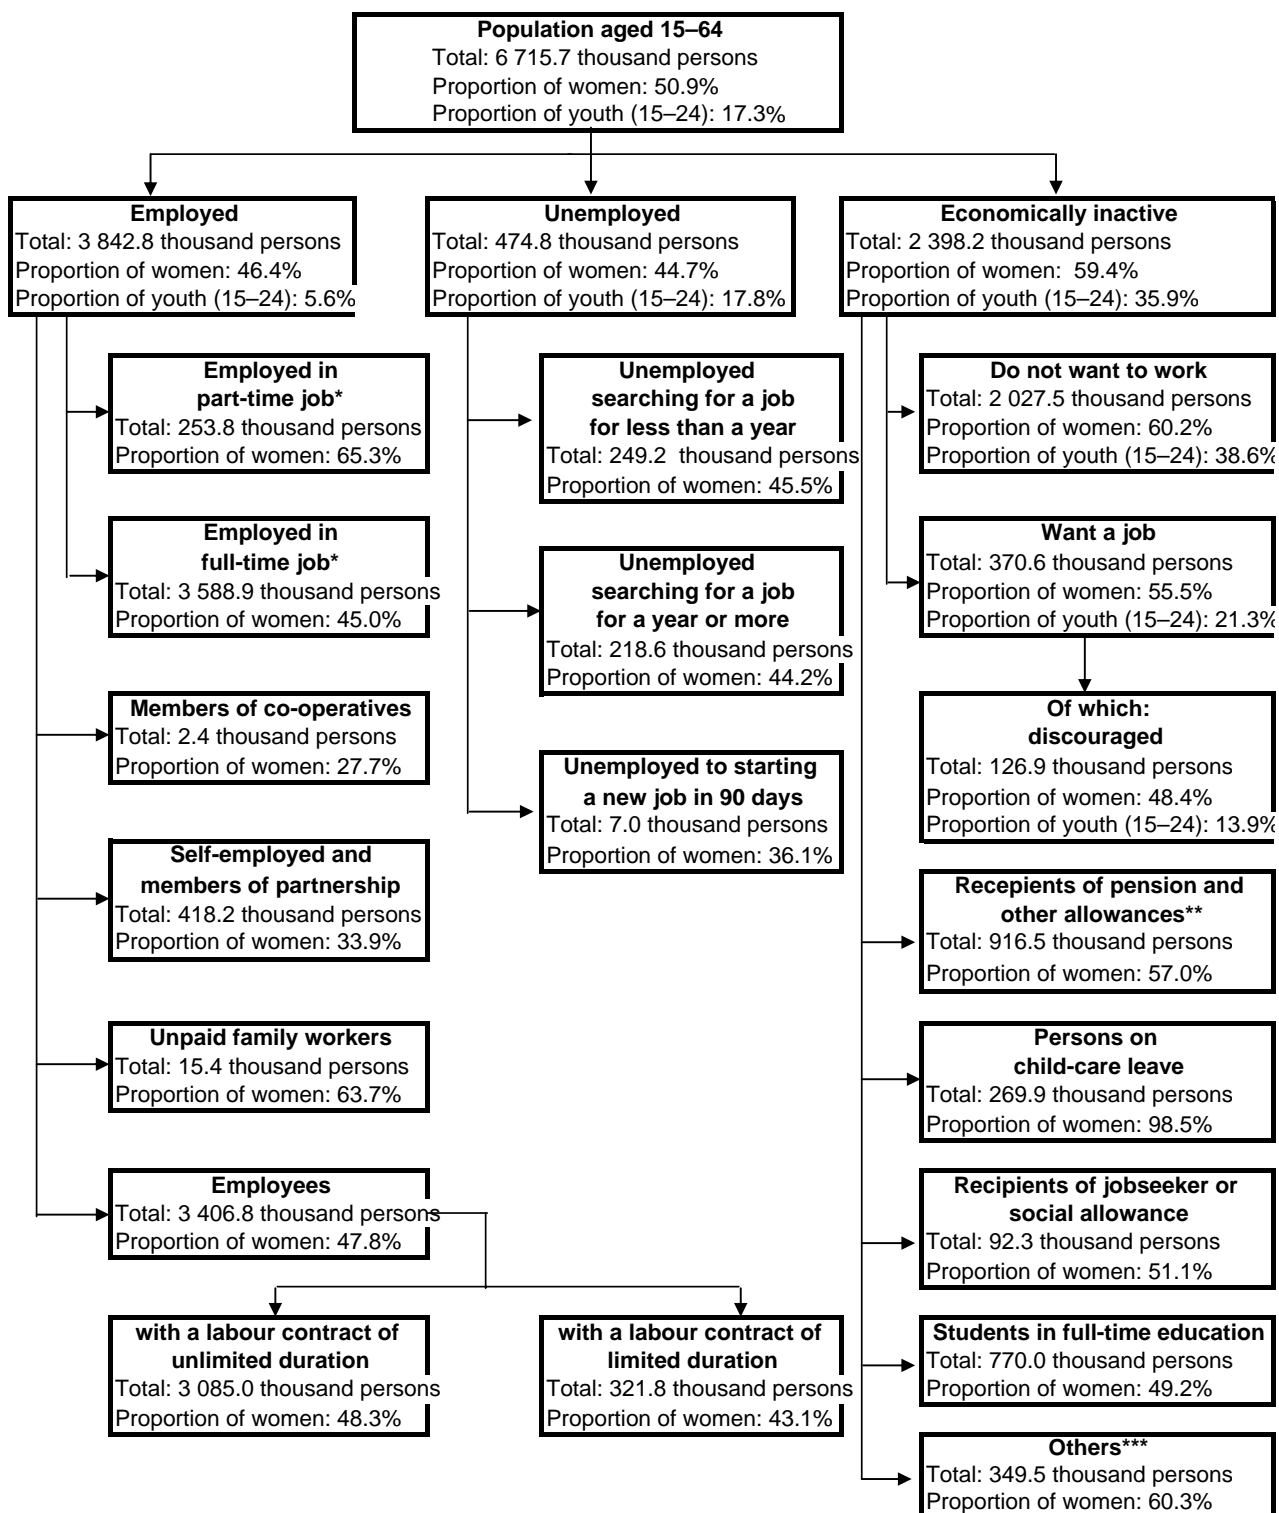 Population aged 15–64
Total: 6 715.7 thousand persons
Proportion of women: 50.9%
Proportion of youth (15–24): 17.3%
Employed
Total: 3 842.8 thousand persons
Proportion of women: 46.4%
Proportion of youth (15–24): 5.6%
Unemployed
Total: 474.8 thousand persons
Proportion of women: 44.7%
Proportion of youth (15–24): 17.8%
Economically inactive
Total: 2 398.2 thousand persons
Proportion of women: 59.4%
Proportion of youth (15–24): 35.9%
Employed in
part-time job*
Total: 253.8 thousand persons
Proportion of women: 65.3%
Employed in
full-time job*
Total: 3 588.9 thousand persons
Proportion of women: 45.0%
Members of co-operatives
Total: 2.4 thousand persons
Proportion of women: 27.7%
Self-employed and
members of partnership
Total: 418.2 thousand persons
Proportion of women: 33.9%
Unpaid family workers
Total: 15.4 thousand persons
Proportion of women: 63.7%
Employees
Total: 3 406.8 thousand persons
Proportion of women: 47.8%
with a labour contract of
unlimited duration
Total: 3 085.0 thousand persons
Proportion of women: 48.3%
with a labour contract of
limited duration
Total: 321.8 thousand persons
Proportion of women: 43.1%
Unemployed
searching for a job
for less than a year
Total: 249.2 thousand persons
Proportion of women: 45.5%
Unemployed
searching for a job
for a year or more
Total: 218.6 thousand persons
Proportion of women: 44.2%
Unemployed to starting
a new job in 90 days
Total: 7.0 thousand persons
Proportion of women: 36.1%
Do not want to work
Total: 2 027.5 thousand persons
Proportion of women: 60.2%
Proportion of youth (15–24): 38.6%
Want a job
Total: 370.6 thousand persons
Proportion of women: 55.5%
Proportion of youth (15–24): 21.3%
Of which:
discouraged
Total: 126.9 thousand persons
Proportion of women: 48.4%
Proportion of youth (15–24): 13.9%
Recepients of pension and
other allowances**
Total: 916.5 thousand persons
Proportion of women: 57.0%
Persons on
child-care leave
Total: 269.9 thousand persons
Proportion of women: 98.5%
Recipients of jobseeker or
social allowance
Total: 92.3 thousand persons
Proportion of women: 51.1%
Students in full-time education
Total: 770.0 thousand persons
Proportion of women: 49.2%
Others***
Total: 349.5 thousand persons
Proportion of women: 60.3%